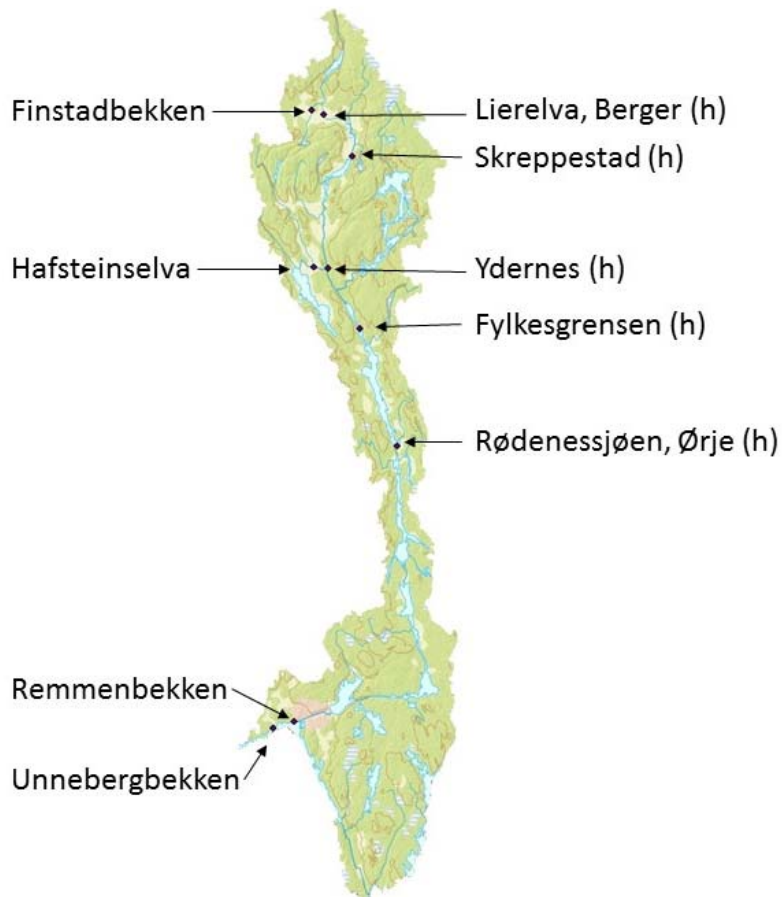 Finstadbekken
Lierelva, Berger (h)
Skreppestad (h)
Hafsteinselva
Ydernes (h)
Fylkesgrensen (h)
Rødenessjøen, Ørje (h)
Remmenbekken
Unnebergbekken